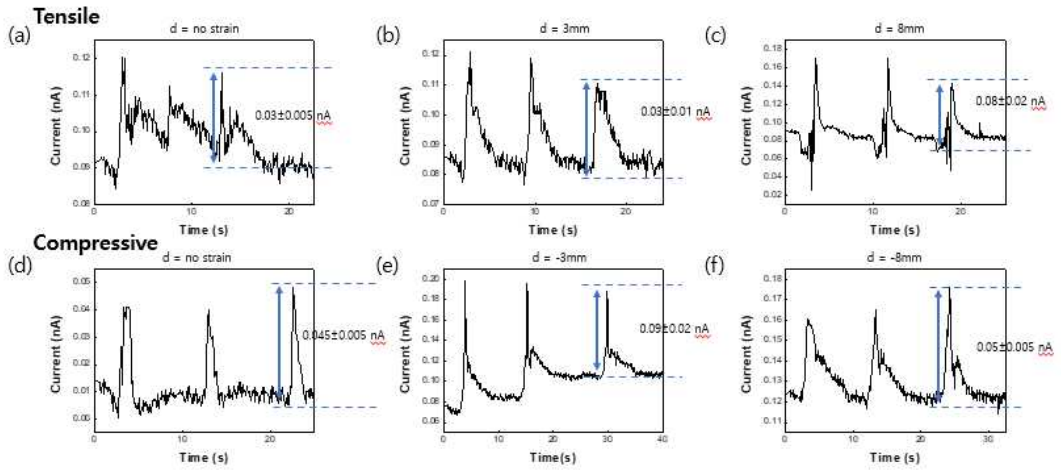 Tensile
(a)
d = no strain
0.12
0.11
0.10
0.09
0.08
Current (nA)
0.03±0.005 nA
0
20
Time (s)
(b)
d = 3mm
0.12
0.11
0.10
0.09
0.08
0.07
Current (nA)
0.03±0.01 nA
0
10
20
Time (s)
(c)
d = 8mm
0.18
0.16
0.14
0.12
0.10
0.08
0.06
0.04
0.02
Current (nA)
0.08±0.02 nA
0
10
20
Time (s)
Compressive
(d)
d = no strain
0.05
0.04
0.03
0.02
0.01
0.00
Current (nA)
0.045±0.005 nA
0
20
Time (s)
(e)
d = -3mm
0.20
0.18
0.16
0.14
0.12
0.10
0.08
0.06
Current (nA)
0.09±0.02 nA
0
10
20
30
40
Time(s)
(f)
d = -8mm
0.17
0.16
0.15
0.14
0.13
0.12
0.11
Current (nA)
0.05±0.005 nA
0
10
20
30
Time (s)